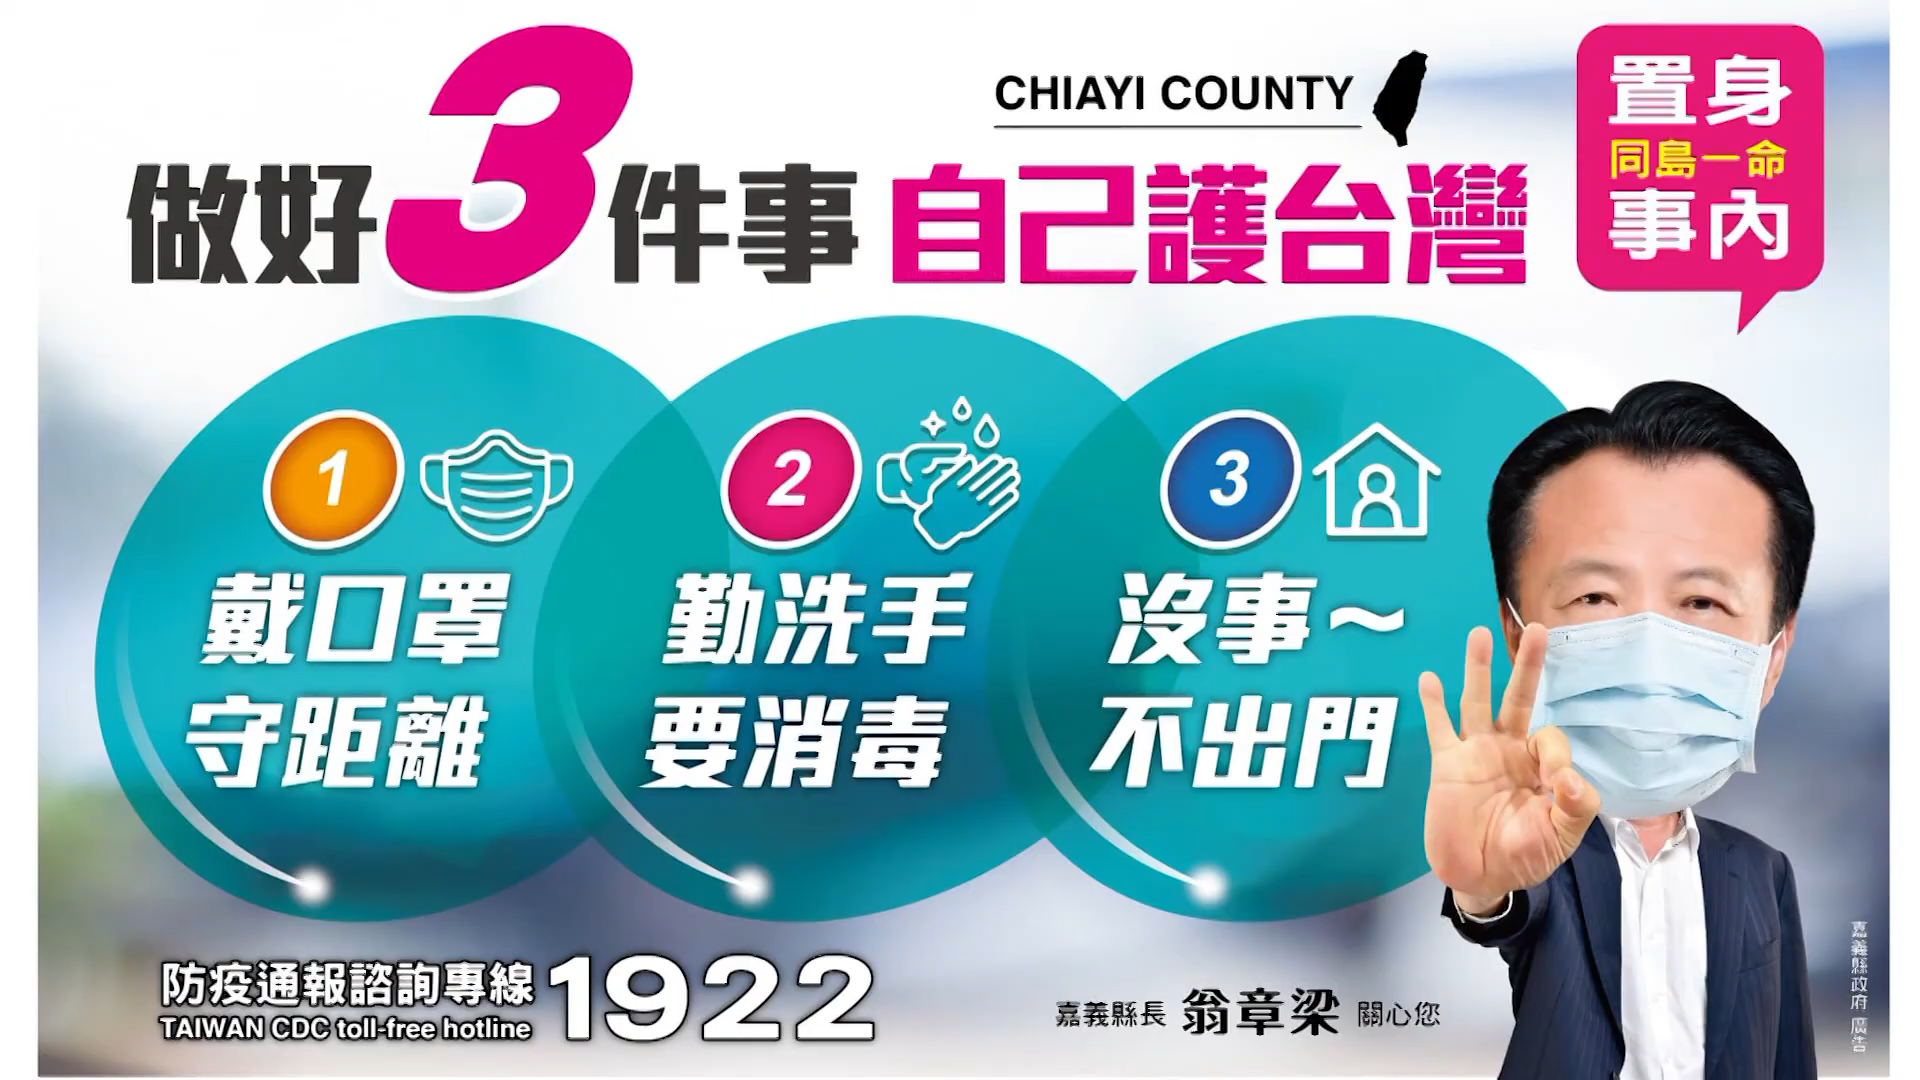 CHIAYI COUNTY
做好3件事 自己護台灣
置身
同島一命
事內
1
戴口罩
守距離
2
勤洗手
要消毒
3
沒事~
不出門
防疫通報諮詢專線 1922
TAIWAN CDC toll-free hotline
嘉義縣長 翁章梁 關心您
嘉義縣政府 廣告